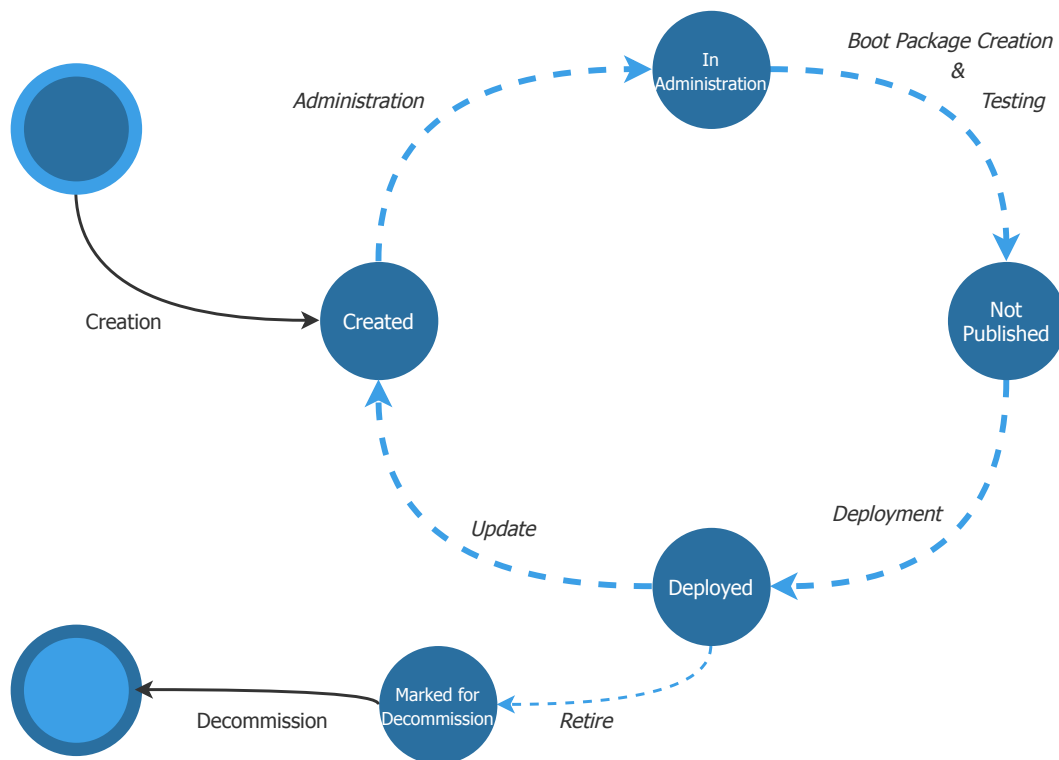 In
Administration
Boot Package Creation
&
Testing
Administration
Creation
Created
Not
Published
Update
Deployment
Deployed
Marked for
Decommission
Decommission
Retire